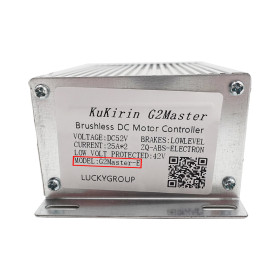 KuKirin G2Master
Brushless DC Motor Controller
VOLTAGE:DC52V BRAKES:LOWLEVEL
CURRENT:25A*2 ZQ-ABS-ELECTRON
LOW VOLT PROTECTED:42V
MODEL:G2Master-E
LUCKYGROUP